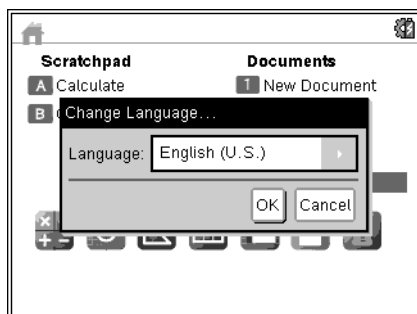 Scratchpad
Documents
A Calculate
1 New Document
B
Change Language...
Language: English (U.S.)
OK Cancel